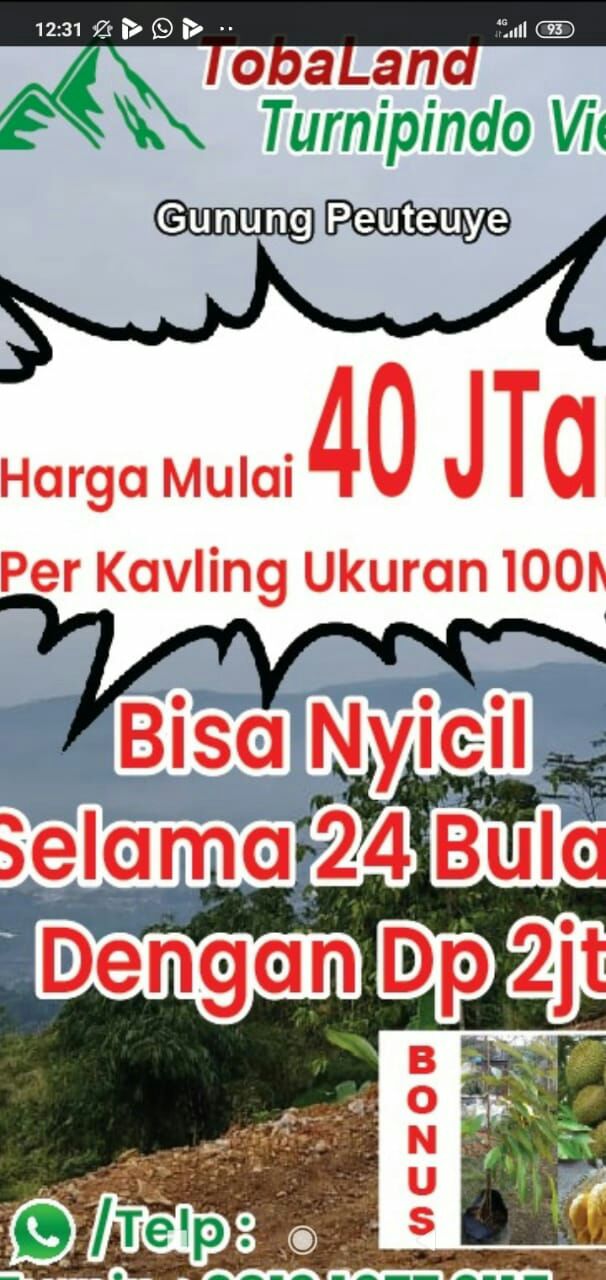 12:31
4G
93
TobaLand
Turnipindo Vi
Gunung Peuteuye
Harga Mulai 40 JTa
Per Kavling Ukuran 100M
Bisa Nyicil
Selama 24 Bula
Dengan Dp 2jt
BONUS
/Telp :